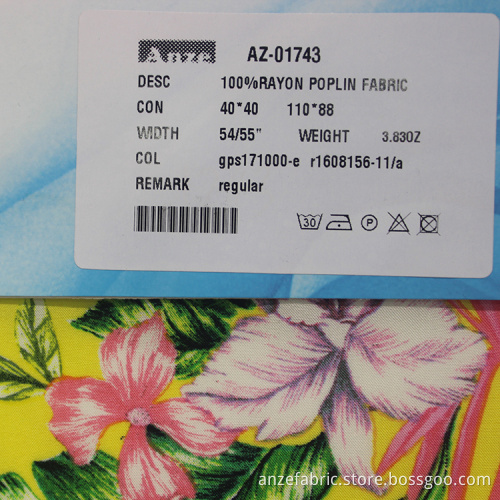 Anze AZ-01743
DESC 100%RAYON POPLIN FABRIC
CON 40*40 110*88
WIDTH 54/55" WEIGHT 3.83OZ
COL gps171000-e r1608156-11/a
REMARK regular
30 P
anzefabric.store.bossgoo.com